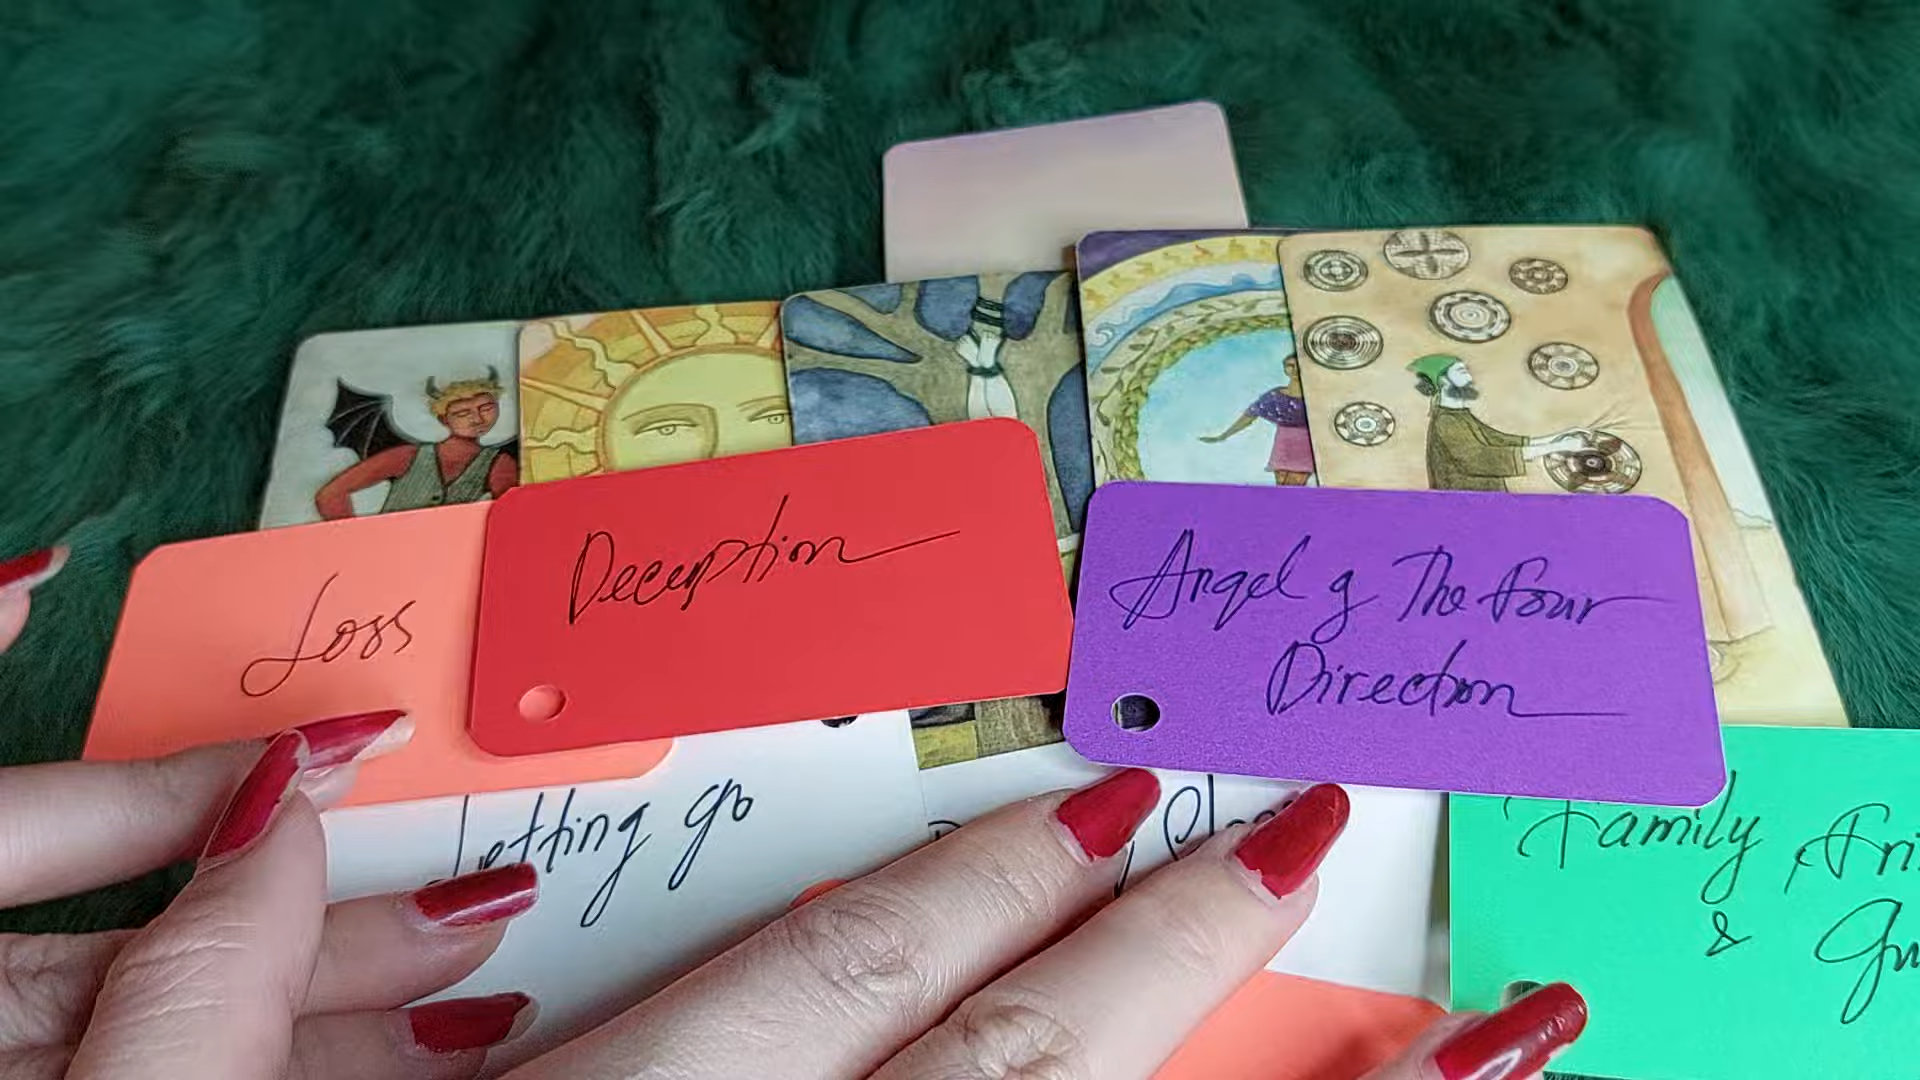 Loss
Deception
Angel of The Four
Direction
Letting go
Family
&